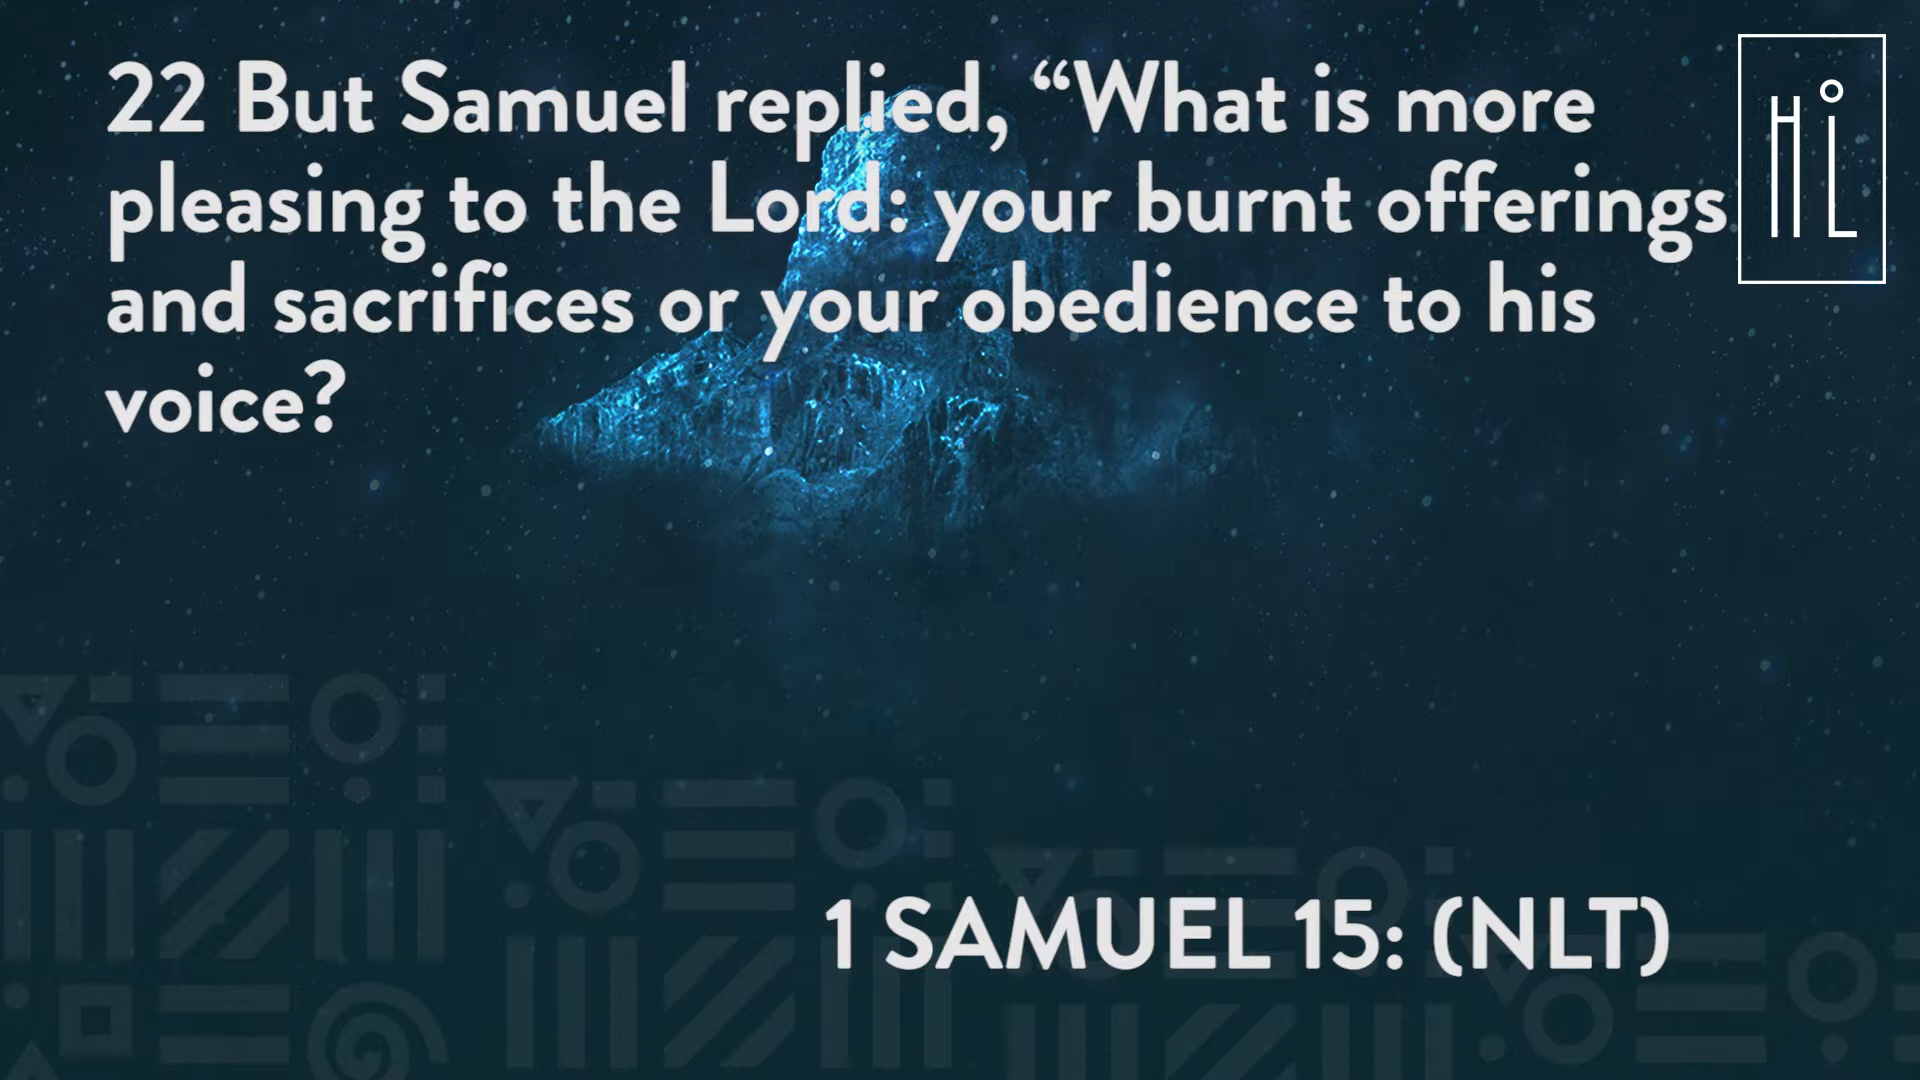 22 But Samuel replied, “What is more
pleasing to the Lord: your burnt offerings
and sacrifices or your obedience to his
voice?
HiL
1 SAMUEL 15: (NLT)